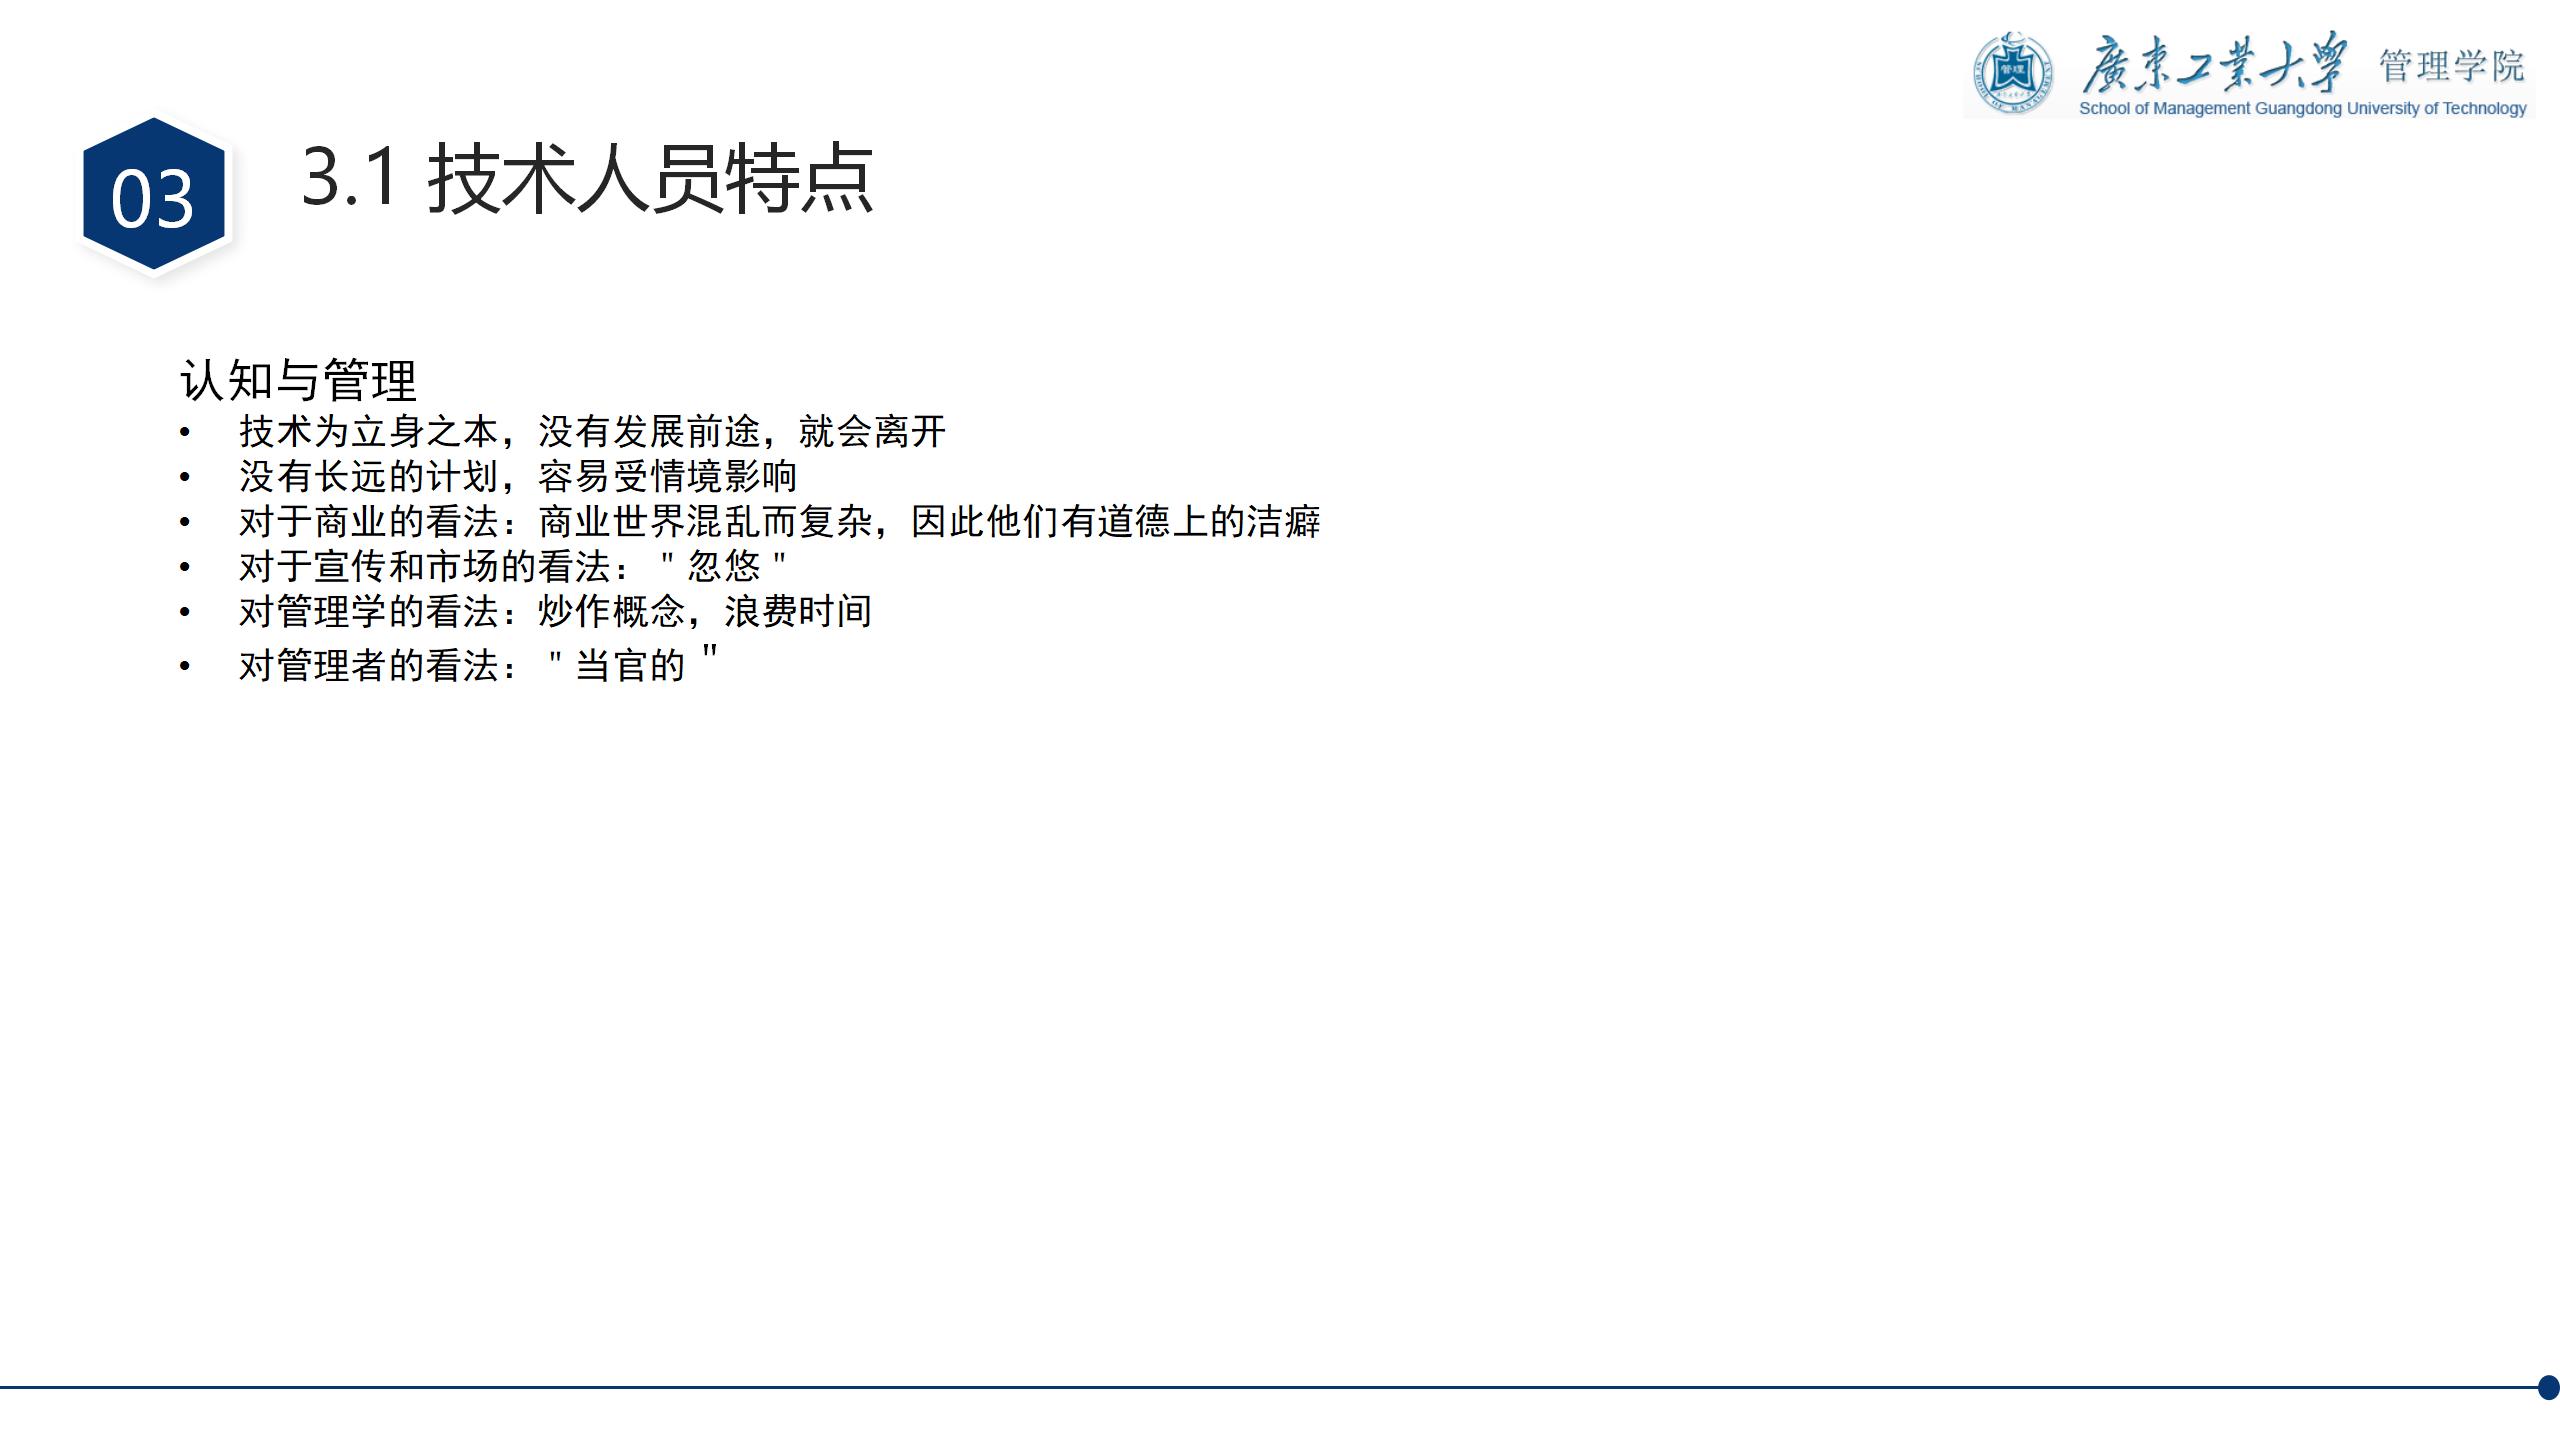 廣東工業大學 管理学院
School of Management Guangdong University of Technology
03
3.1 技术人员特点
认知与管理
• 技术为立身之本，没有发展前途，就会离开
• 没有长远的计划，容易受情境影响
• 对于商业的看法：商业世界混乱而复杂，因此他们有道德上的洁癖
• 对于宣传和市场的看法："忽悠"
• 对管理学的看法：炒作概念，浪费时间
• 对管理者的看法："当官的"